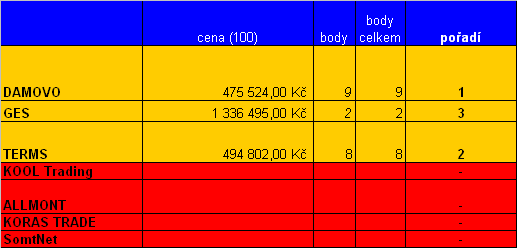 cena (100) body body celkem pořadí
DAMOVO 475 524,00 Kč 9 9 1
GES 1 336 495,00 Kč 2 2 3
TERMS 494 802,00 Kč 8 8 2
KOOL Trading -
ALLMONT -
KORAS TRADE -
SomtNet -